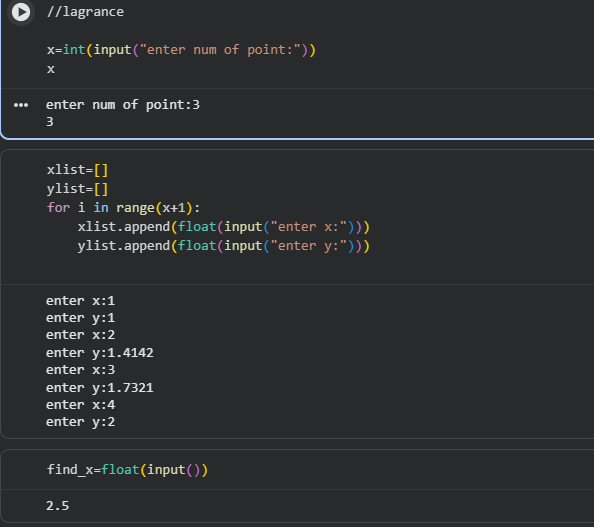 //lagrance
x=int(input("enter num of point:"))
x
enter num of point:3
3
xlist=[]
ylist=[]
for i in range(x+1):
    xlist.append(float(input("enter x:")))
    ylist.append(float(input("enter y:")))
enter x:1
enter y:1
enter x:2
enter y:1.4142
enter x:3
enter y:1.7321
enter x:4
enter y:2
find_x=float(input())
2.5